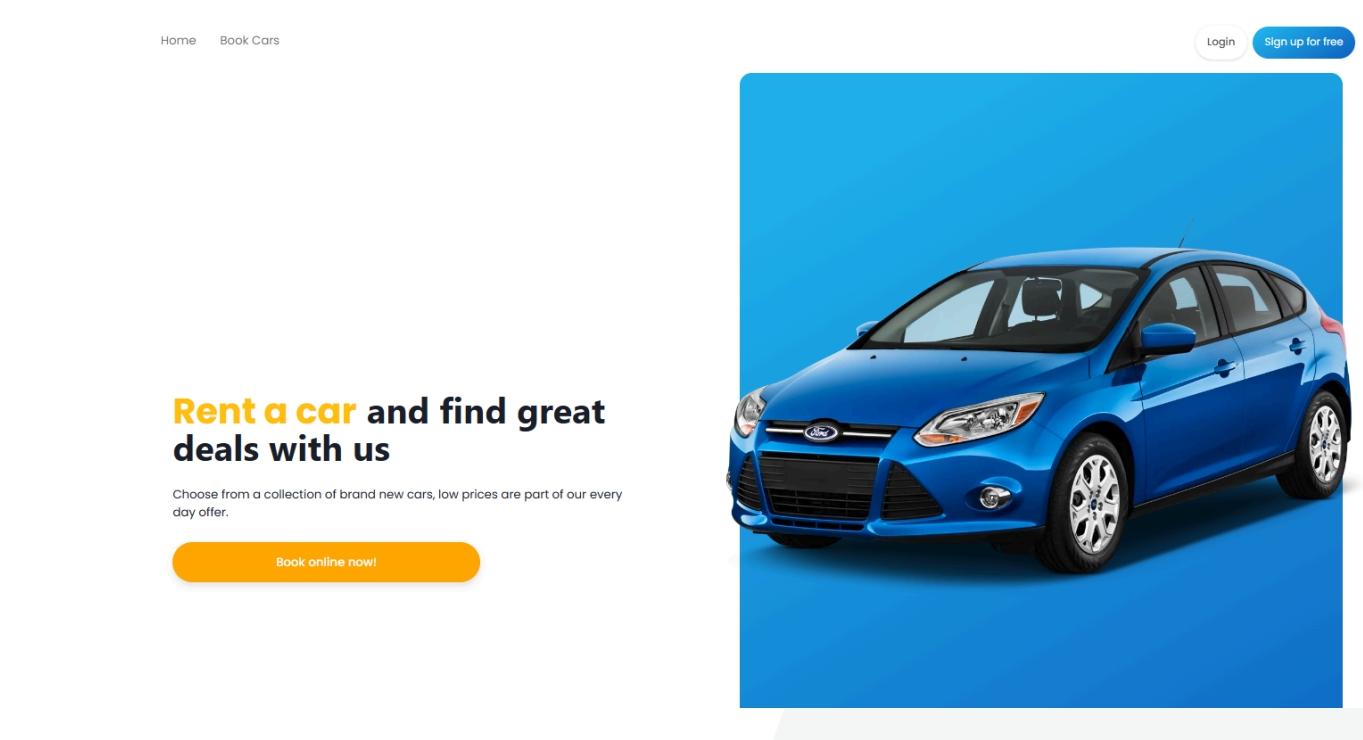 Home Book Cars
Login Sign up for free
Rent a car and find great
deals with us
Choose from a collection of brand new cars, low prices are part of our every
day offer.
Book online now!
Ford